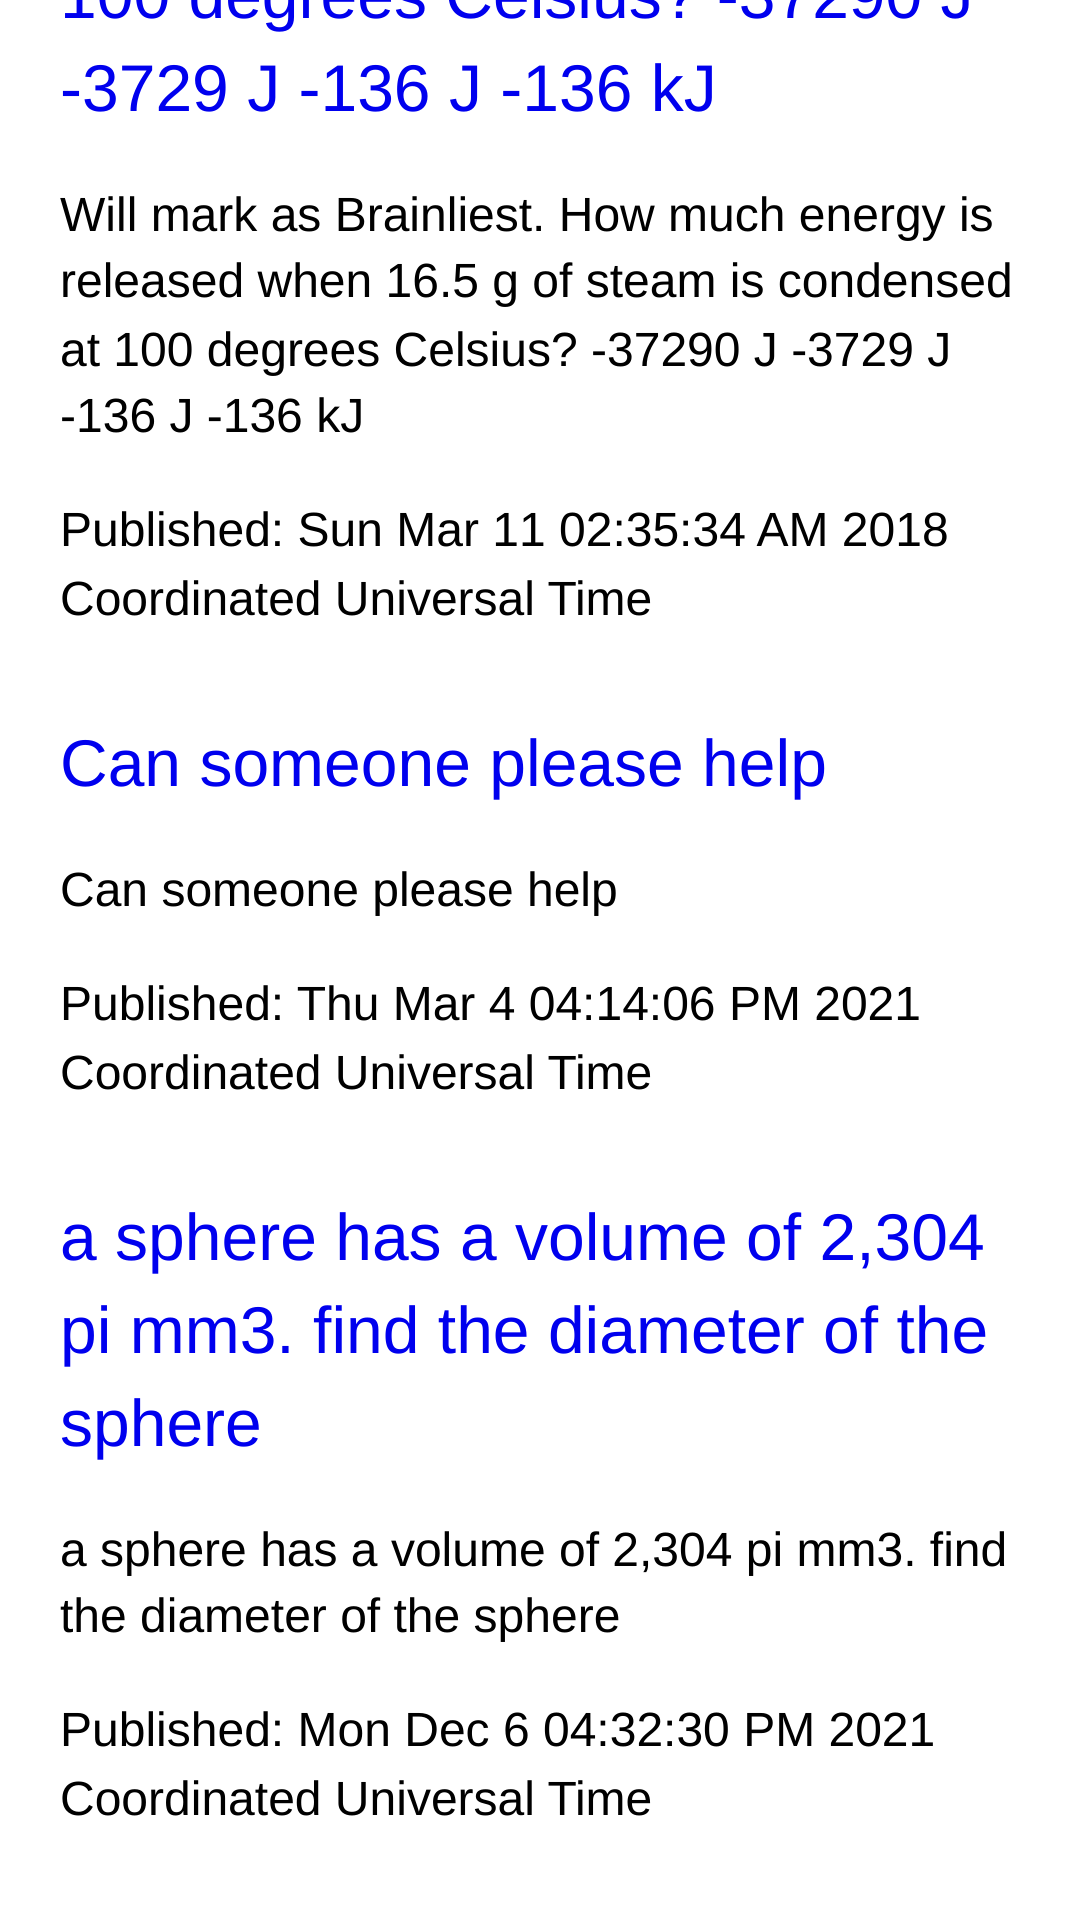 100 degrees Celsius? -37290 J
-3729 J -136 J -136 kJ
Will mark as Brainliest. How much energy is
released when 16.5 g of steam is condensed
at 100 degrees Celsius? -37290 J -3729 J
-136 J -136 kJ
Published: Sun Mar 11 02:35:34 AM 2018
Coordinated Universal Time
Can someone please help
Can someone please help
Published: Thu Mar 4 04:14:06 PM 2021
Coordinated Universal Time
a sphere has a volume of 2,304
pi mm3. find the diameter of the
sphere
a sphere has a volume of 2,304 pi mm3. find
the diameter of the sphere
Published: Mon Dec 6 04:32:30 PM 2021
Coordinated Universal Time